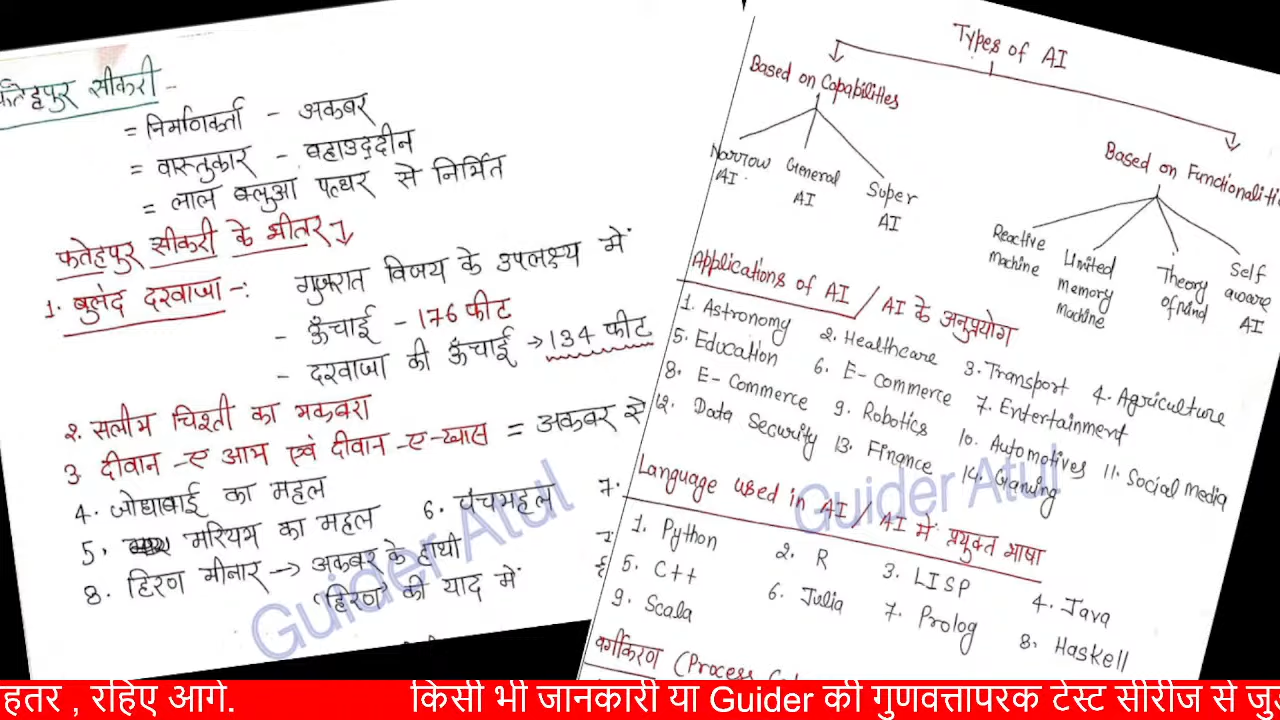 फतेहपुर सीकरी -
= निर्माणकर्ता - अकबर
= वास्तुकार - बहाउद्दीन
= लाल बलुआ पत्थर से निर्मित
फतेहपुर सीकरी के भीतर
1. बुलंद दरवाजा -:
गुजरात विजय के उपलक्ष्य में
- ऊँचाई - 176 फीट
- दरवाजा की ऊँचाई → 134 फीट
2. सलीम चिश्ती का मकबरा
3. दीवान -ए आम एवं दीवान -ए-खास = अकबर से
4. जोधाबाई का महल
5. मरियम का महल 6. पंचमहल 7.
8. हिरण मीनार → अकबर के हाथी
'हिरण' की याद में
Guider Atul
Types of AI
Based on Capabilities
Narrow AI
General AI
Super AI
Based on Functionalitie
Reactive Machine
Limited memory machine
Theory of Mind
Self aware AI
Applications of AI / AI के अनुप्रयोग
1. Astronomy 2. Healthcare 3. Transport 4. Agriculture
5. Education 6. E-commerce 7. Entertainment
8. E-Commerce 9. Robotics 10. Automotives 11. Social Media
12. Data Security 13. Finance 14. Gaming
Guider Atul
Language used in AI / AI में प्रयुक्त भाषा
1. Python 2. R 3. LISP 4. Java
5. C++ 6. Julia 7. Prolog 8. Haskell
9. Scala
वर्गीकरण (Process
हतर , रहिए आगे. किसी भी जानकारी या Guider की गुणवत्तापरक टेस्ट सीरीज से जुड़